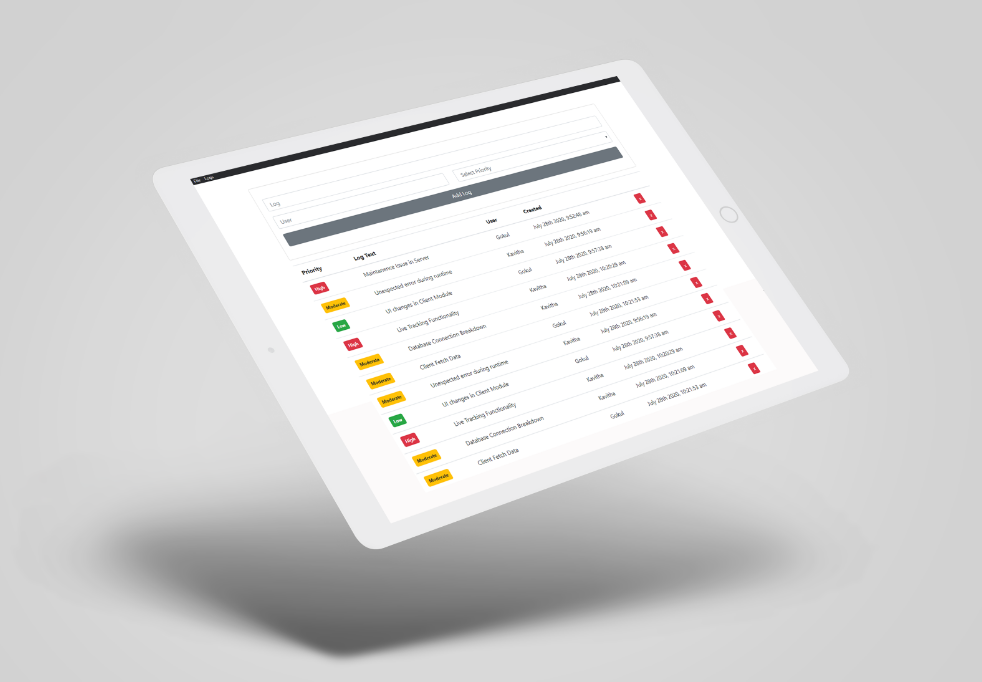 File Logs
Log
User Select Priority
Add Log
Priority Log Text User Created
High Maintenance Issue in Server Gokul July 28th 2020, 9:52:46 am
Moderate Unexpected error during runtime Kavitha July 28th 2020, 9:56:19 am
Low UI changes in Client Module Gokul July 28th 2020, 9:57:38 am
High Live Tracking Functionality Kavitha July 28th 2020, 10:20:29 am
Moderate Database Connection Breakdown Kavitha July 28th 2020, 10:21:09 am
Moderate Client Fetch Data Gokul July 28th 2020, 10:21:53 am
Moderate Unexpected error during runtime Kavitha July 28th 2020, 9:56:19 am
Low UI changes in Client Module Gokul July 28th 2020, 9:57:38 am
High Live Tracking Functionality Kavitha July 28th 2020, 10:20:29 am
Moderate Database Connection Breakdown Kavitha July 28th 2020, 10:21:09 am
Moderate Client Fetch Data Gokul July 28th 2020, 10:21:53 am